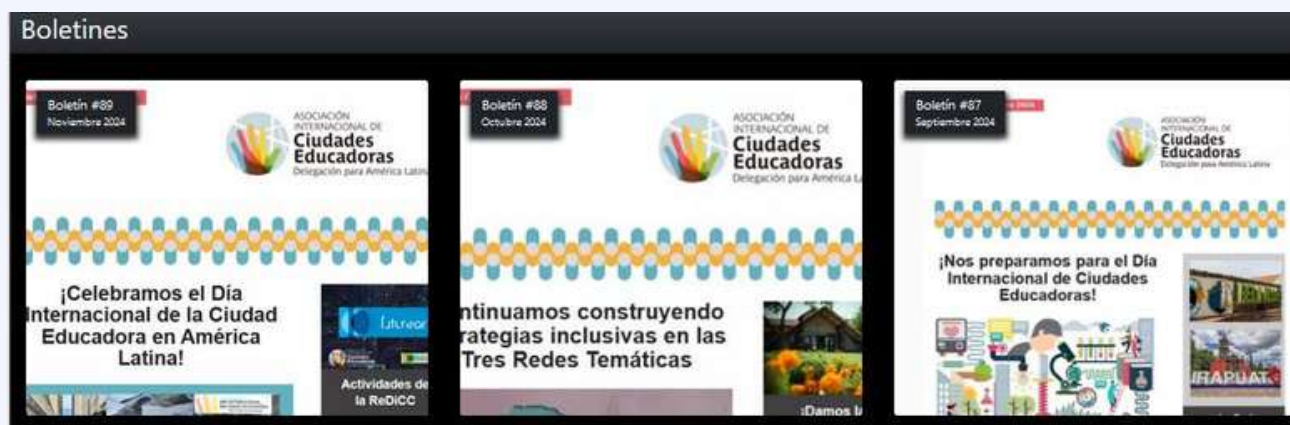 Boletines
Boletín #89
Noviembre 2024
ASOCIACIÓN
INTERNACIONAL DE
Ciudades
Educadoras
Delegación para América Latina
¡Celebramos el Día
Internacional de la Ciudad
Educadora en América
Latina!
Actividades de
la ReDiCC
Boletín #88
Octubre 2024
ASOCIACIÓN
INTERNACIONAL DE
Ciudades
Educadoras
Delegación para América La
ntinuamos construyendo
rategias inclusivas en las
Tres Redes Temáticas
¡Damos la
Boletín #87
Septiembre 2024
ASOCIACIÓN
INTERNACIONAL DE
Ciudades
Educadoras
Delegación para América Latina
¡Nos preparamos para el Día
Internacional de Ciudades
Educadoras!
IRAPUAT